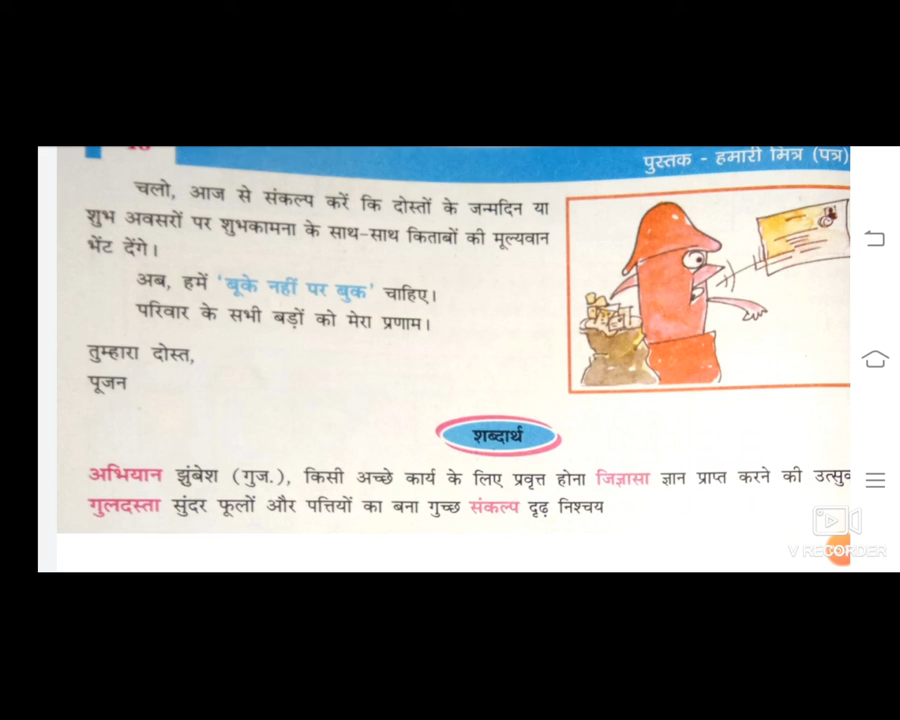 पुस्तक - हमारी मित्र (पत्र)
चलो, आज से संकल्प करें कि दोस्तों के जन्मदिन या
शुभ अवसरों पर शुभकामना के साथ-साथ किताबों की मूल्यवान
भेंट देंगे।
अब, हमें 'बूके नहीं पर बुक' चाहिए।
परिवार के सभी बड़ों को मेरा प्रणाम।
तुम्हारा दोस्त,
पूजन
शब्दार्थ
अभियान झुंबेश (गुज.), किसी अच्छे कार्य के लिए प्रवृत्त होना जिज्ञासा ज्ञान प्राप्त करने की
गुलदस्ता सुंदर फूलों और पत्तियों का बना गुच्छ संकल्प दृढ़ निश्चय
V RECORDER